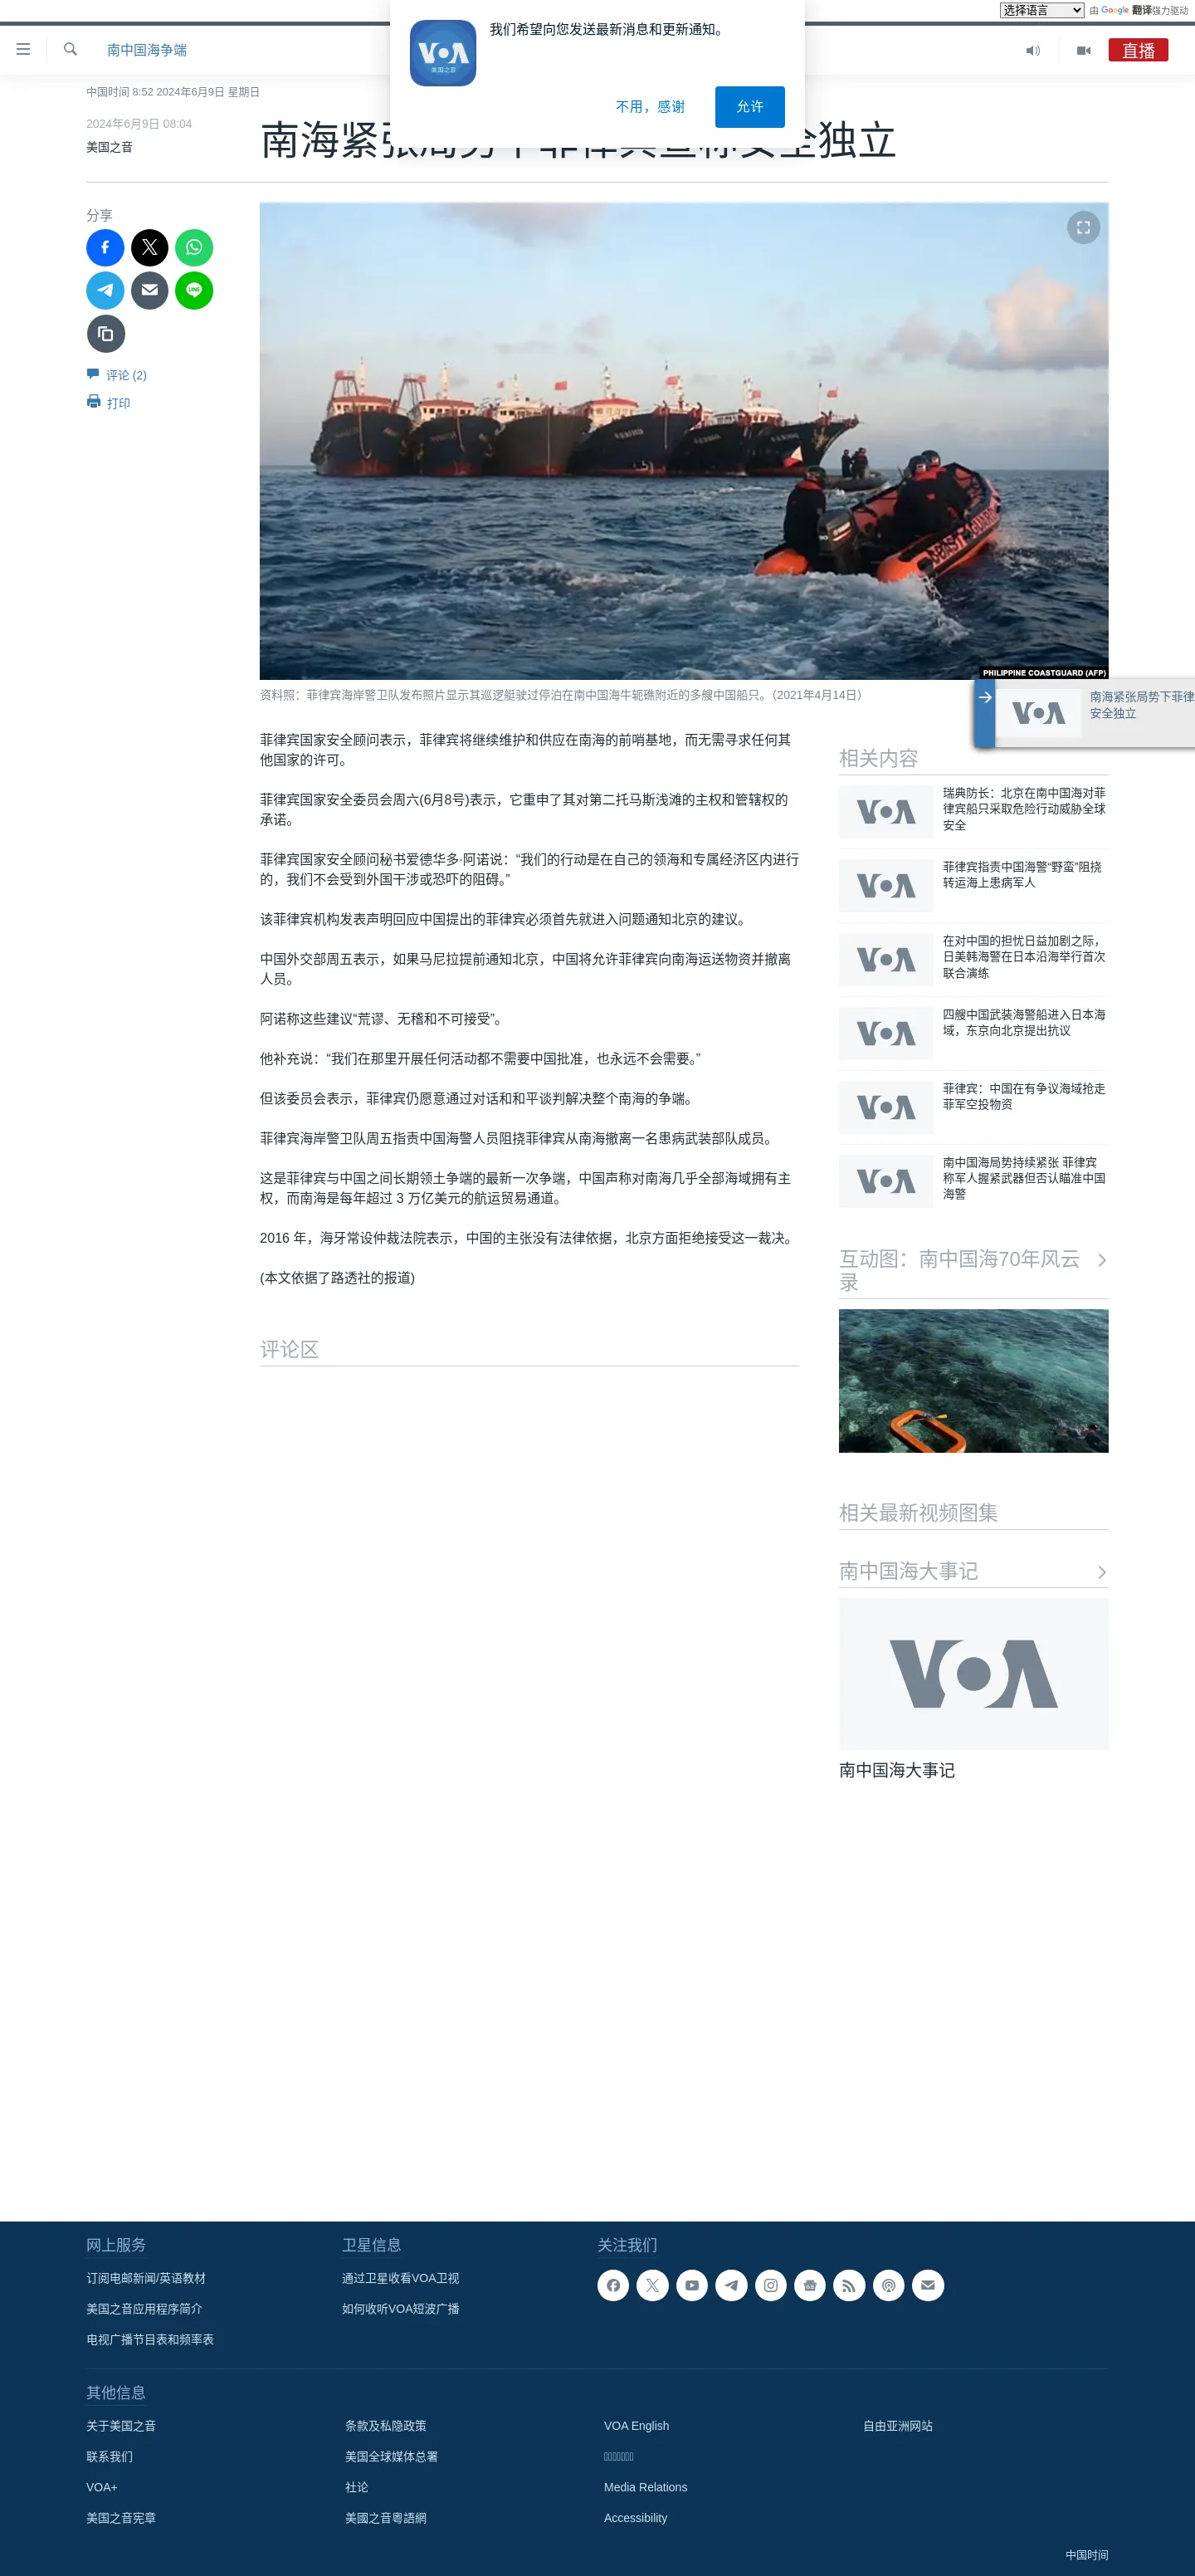 选择语言 由 Google 翻译强力驱动
我们希望向您发送最新消息和更新通知。
VOA
美国之音
不用，感谢
允许
南中国海争端
直播
中国时间 8:52 2024年6月9日 星期日
2024年6月9日 08:04
美国之音
南海紧张局势下菲律宾宣称安全独立
分享
LINE
评论 (2)
打印
COAST GUARD
PHILIPPINE COASTGUARD (AFP)
资料照：菲律宾海岸警卫队发布照片显示其巡逻艇驶过停泊在南中国海牛轭礁附近的多艘中国船只。（2021年4月14日）
VOA
南海紧张局势下菲律
安全独立
菲律宾国家安全顾问表示，菲律宾将继续维护和供应在南海的前哨基地，而无需寻求任何其
他国家的许可。
菲律宾国家安全委员会周六(6月8号)表示，它重申了其对第二托马斯浅滩的主权和管辖权的
承诺。
菲律宾国家安全顾问秘书爱德华多·阿诺说：“我们的行动是在自己的领海和专属经济区内进行
的，我们不会受到外国干涉或恐吓的阻碍。”
该菲律宾机构发表声明回应中国提出的菲律宾必须首先就进入问题通知北京的建议。
中国外交部周五表示，如果马尼拉提前通知北京，中国将允许菲律宾向南海运送物资并撤离
人员。
阿诺称这些建议“荒谬、无稽和不可接受”。
他补充说：“我们在那里开展任何活动都不需要中国批准，也永远不会需要。”
但该委员会表示，菲律宾仍愿意通过对话和和平谈判解决整个南海的争端。
菲律宾海岸警卫队周五指责中国海警人员阻挠菲律宾从南海撤离一名患病武装部队成员。
这是菲律宾与中国之间长期领土争端的最新一次争端，中国声称对南海几乎全部海域拥有主
权，而南海是每年超过 3 万亿美元的航运贸易通道。
2016 年，海牙常设仲裁法院表示，中国的主张没有法律依据，北京方面拒绝接受这一裁决。
(本文依据了路透社的报道)
评论区
相关内容
VOA
瑞典防长：北京在南中国海对菲
律宾船只采取危险行动威胁全球
安全
VOA
菲律宾指责中国海警“野蛮”阻挠
转运海上患病军人
VOA
在对中国的担忧日益加剧之际，
日美韩海警在日本沿海举行首次
联合演练
VOA
四艘中国武装海警船进入日本海
域，东京向北京提出抗议
VOA
菲律宾：中国在有争议海域抢走
菲军空投物资
VOA
南中国海局势持续紧张 菲律宾
称军人握紧武器但否认瞄准中国
海警
互动图：南中国海70年风云
录
相关最新视频图集
南中国海大事记
VOA
南中国海大事记
网上服务
订阅电邮新闻/英语教材
美国之音应用程序简介
电视广播节目表和频率表
卫星信息
通过卫星收看VOA卫视
如何收听VOA短波广播
关注我们
其他信息
关于美国之音
联系我们
VOA+
美国之音宪章
条款及私隐政策
美国全球媒体总署
社论
美國之音粵語網
VOA English
Media Relations
Accessibility
自由亚洲网站
中国时间